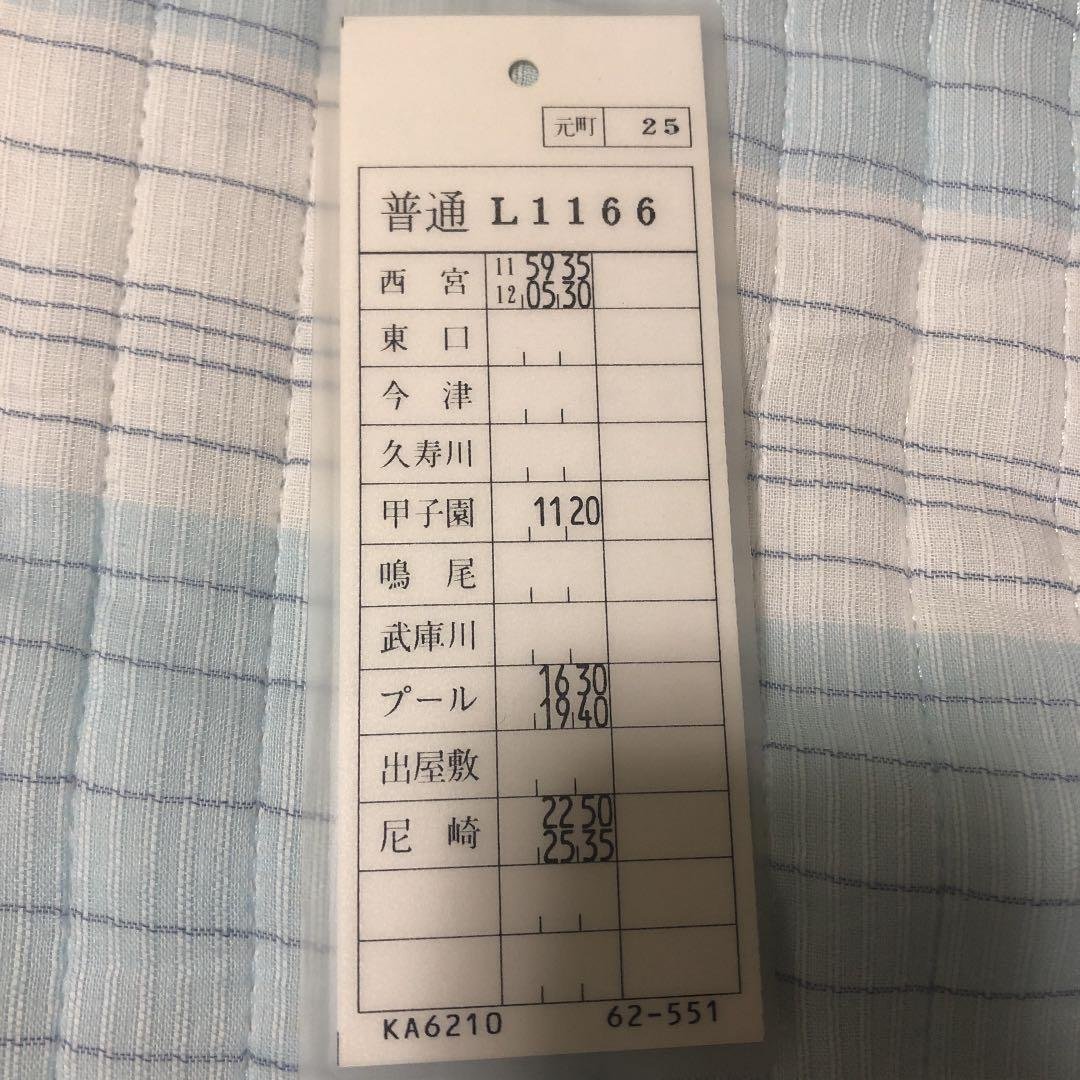 元町 25
普通 L1166
西宮 11 59 35
12 05 30
東口
今津
久寿川
甲子園 11 20
鳴尾
武庫川
プール 16 30
19 40
出屋敷
尼崎 22 50
25 35
KA6210 62-551